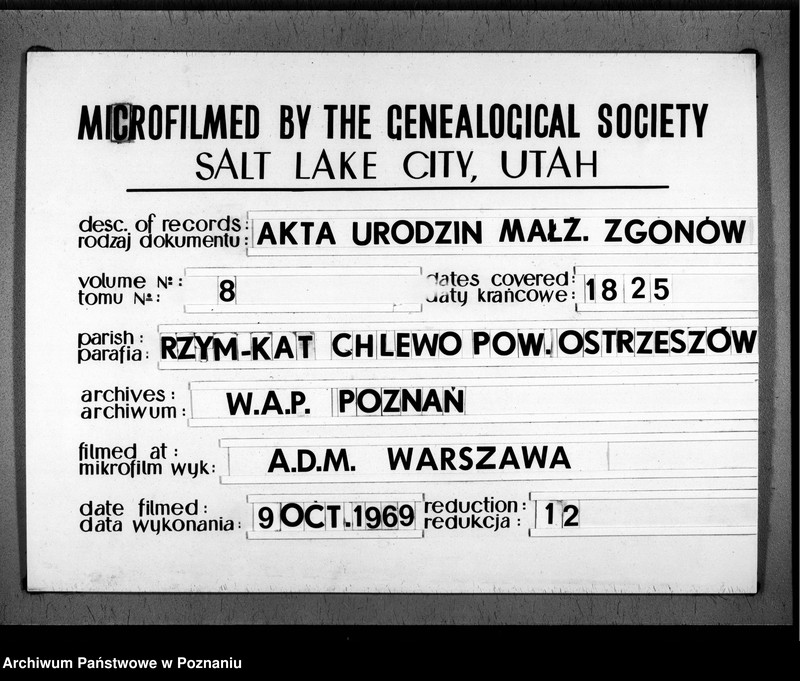 MICROFILMED BY THE GENEALOGICAL SOCIETY
SALT LAKE CITY, UTAH
desc. of records:
rodzaj dokumentu: AKTA URODZIN MAŁŻ. ZGONÓW
volume №: dates covered:
tomu №: 8 daty krańcowe: 1825
parish:
parafia: RZYM-KAT CHLEWO POW. OSTRZESZÓW
archives:
archiwum: W.A.P. POZNAŃ
filmed at:
mikrofilm wyk: A.D.M. WARSZAWA
date filmed: reduction:
data wykonania: 9 OCT. 1969 redukcja: 12
Archiwum Państwowe w Poznaniu